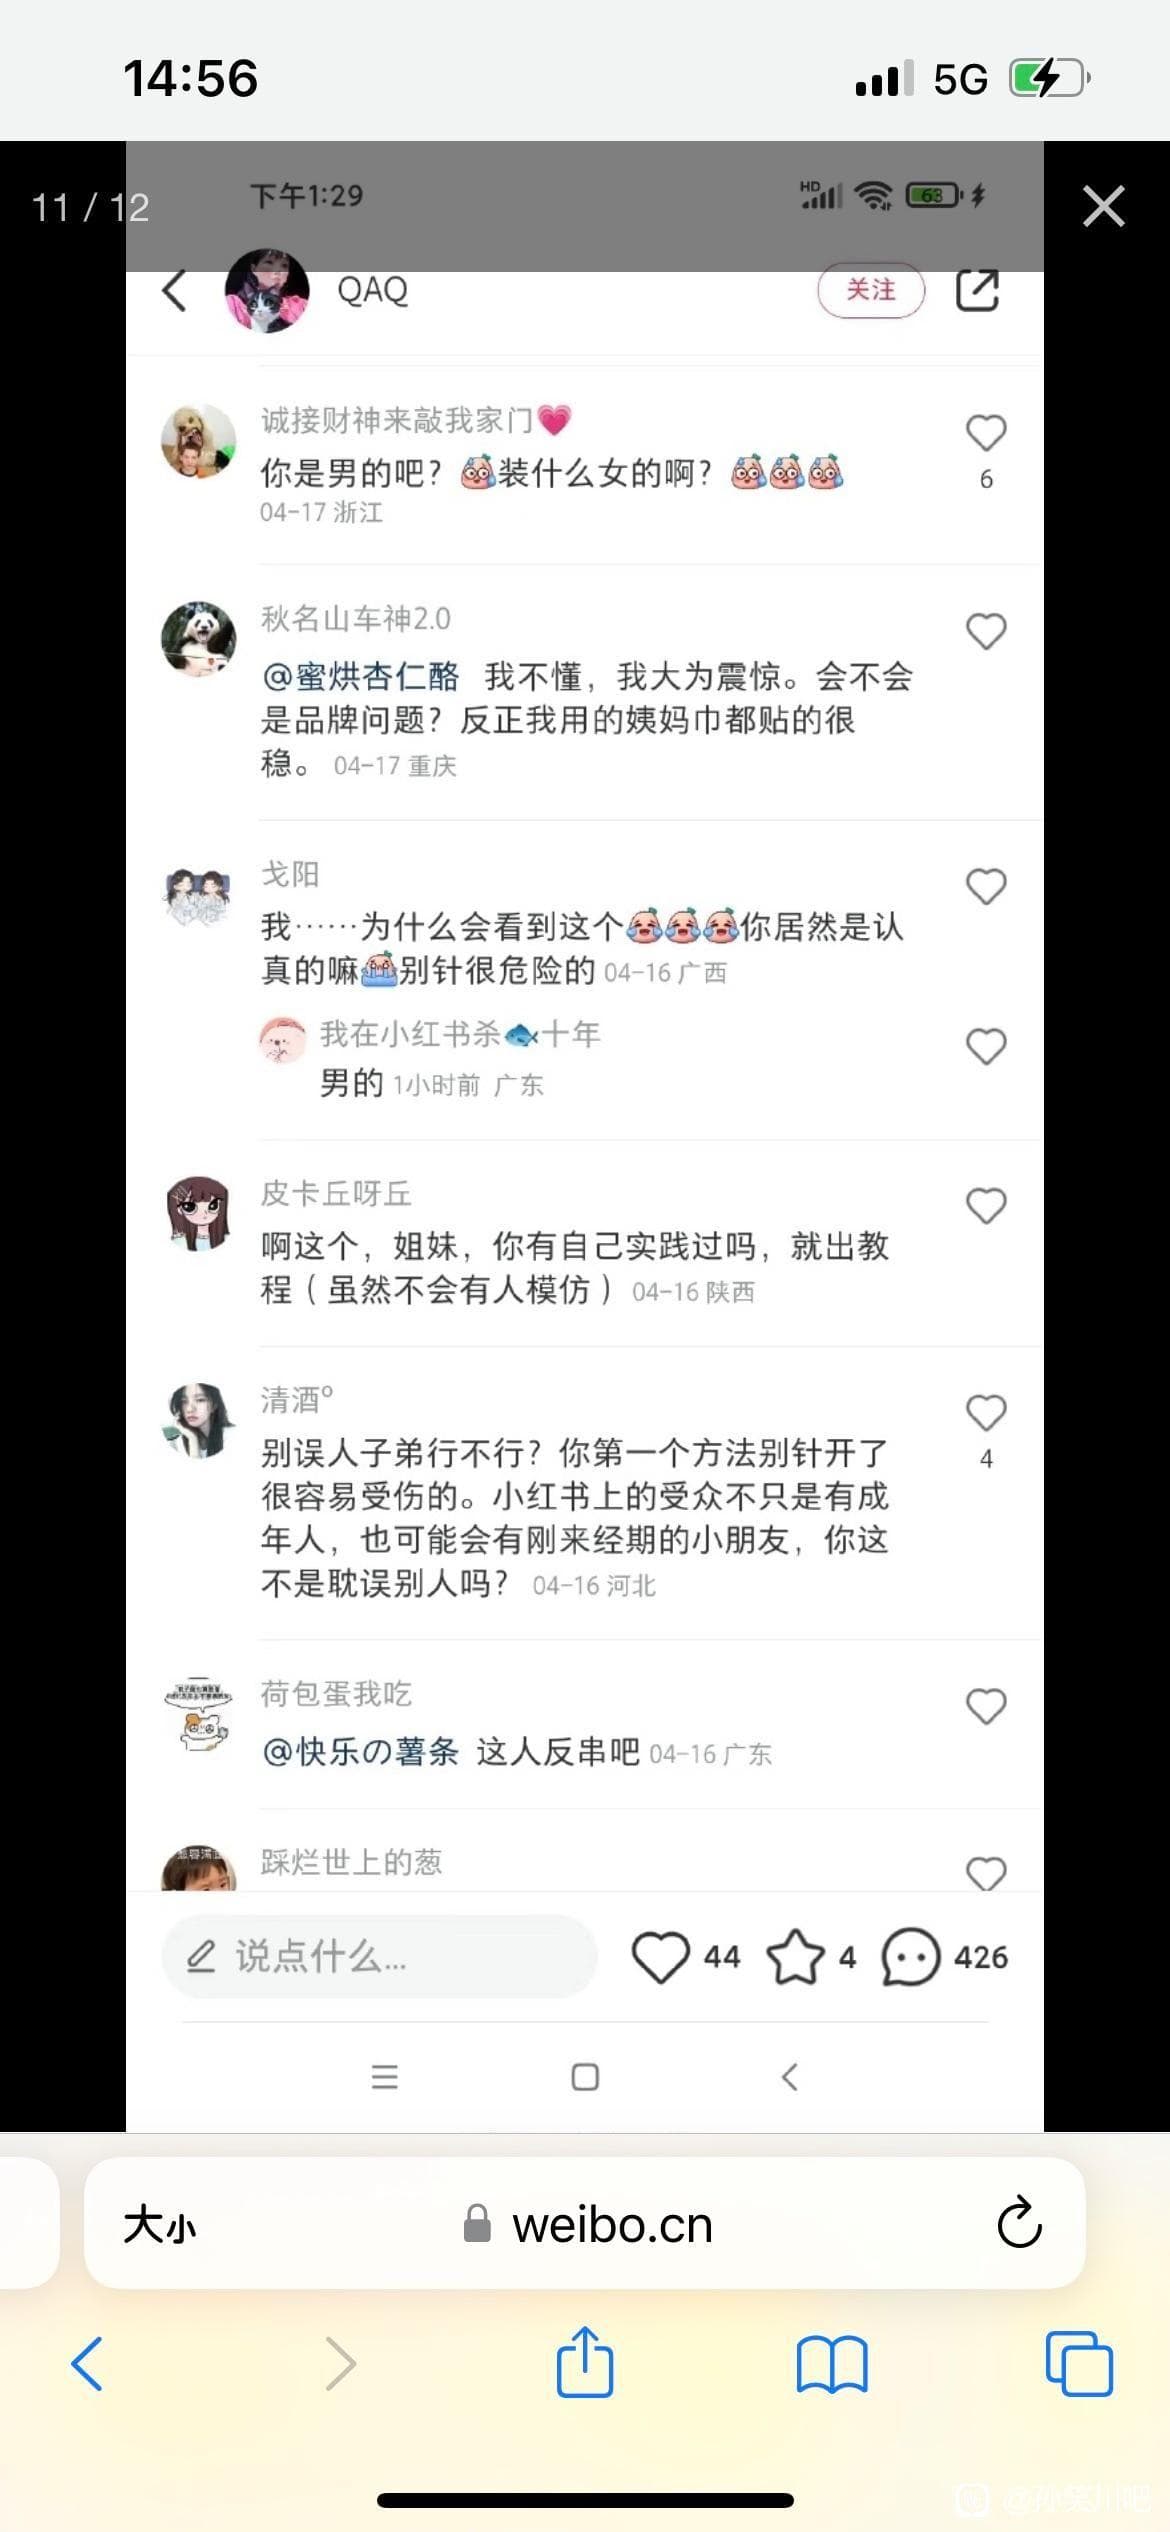 14:56
5G
11 / 12
下午1:29
HD
63
QAQ
关注
诚接财神来敲我家门
你是男的吧？装什么女的啊？
6
04-17 浙江
秋名山车神2.0
@蜜烘杏仁酪 我不懂，我大为震惊。会不会
是品牌问题？反正我用的姨妈巾都贴的很
稳。 04-17 重庆
戈阳
我……为什么会看到这个你居然是认
真的嘛别针很危险的 04-16 广西
我在小红书杀🐟十年
男的 1小时前 广东
皮卡丘呀丘
啊这个，姐妹，你有自己实践过吗，就出教
程（虽然不会有人模仿） 04-16 陕西
清酒º
别误人子弟行不行？你第一个方法别针开了
4
很容易受伤的。小红书上的受众不只是有成
年人，也可能会有刚来经期的小朋友，你这
不是耽误别人吗？ 04-16 河北
荷包蛋我吃
@快乐の薯条 这人反串吧 04-16 广东
踩烂世上的葱
说点什么...
44
4
426
大小
weibo.cn
@孙笑川吧